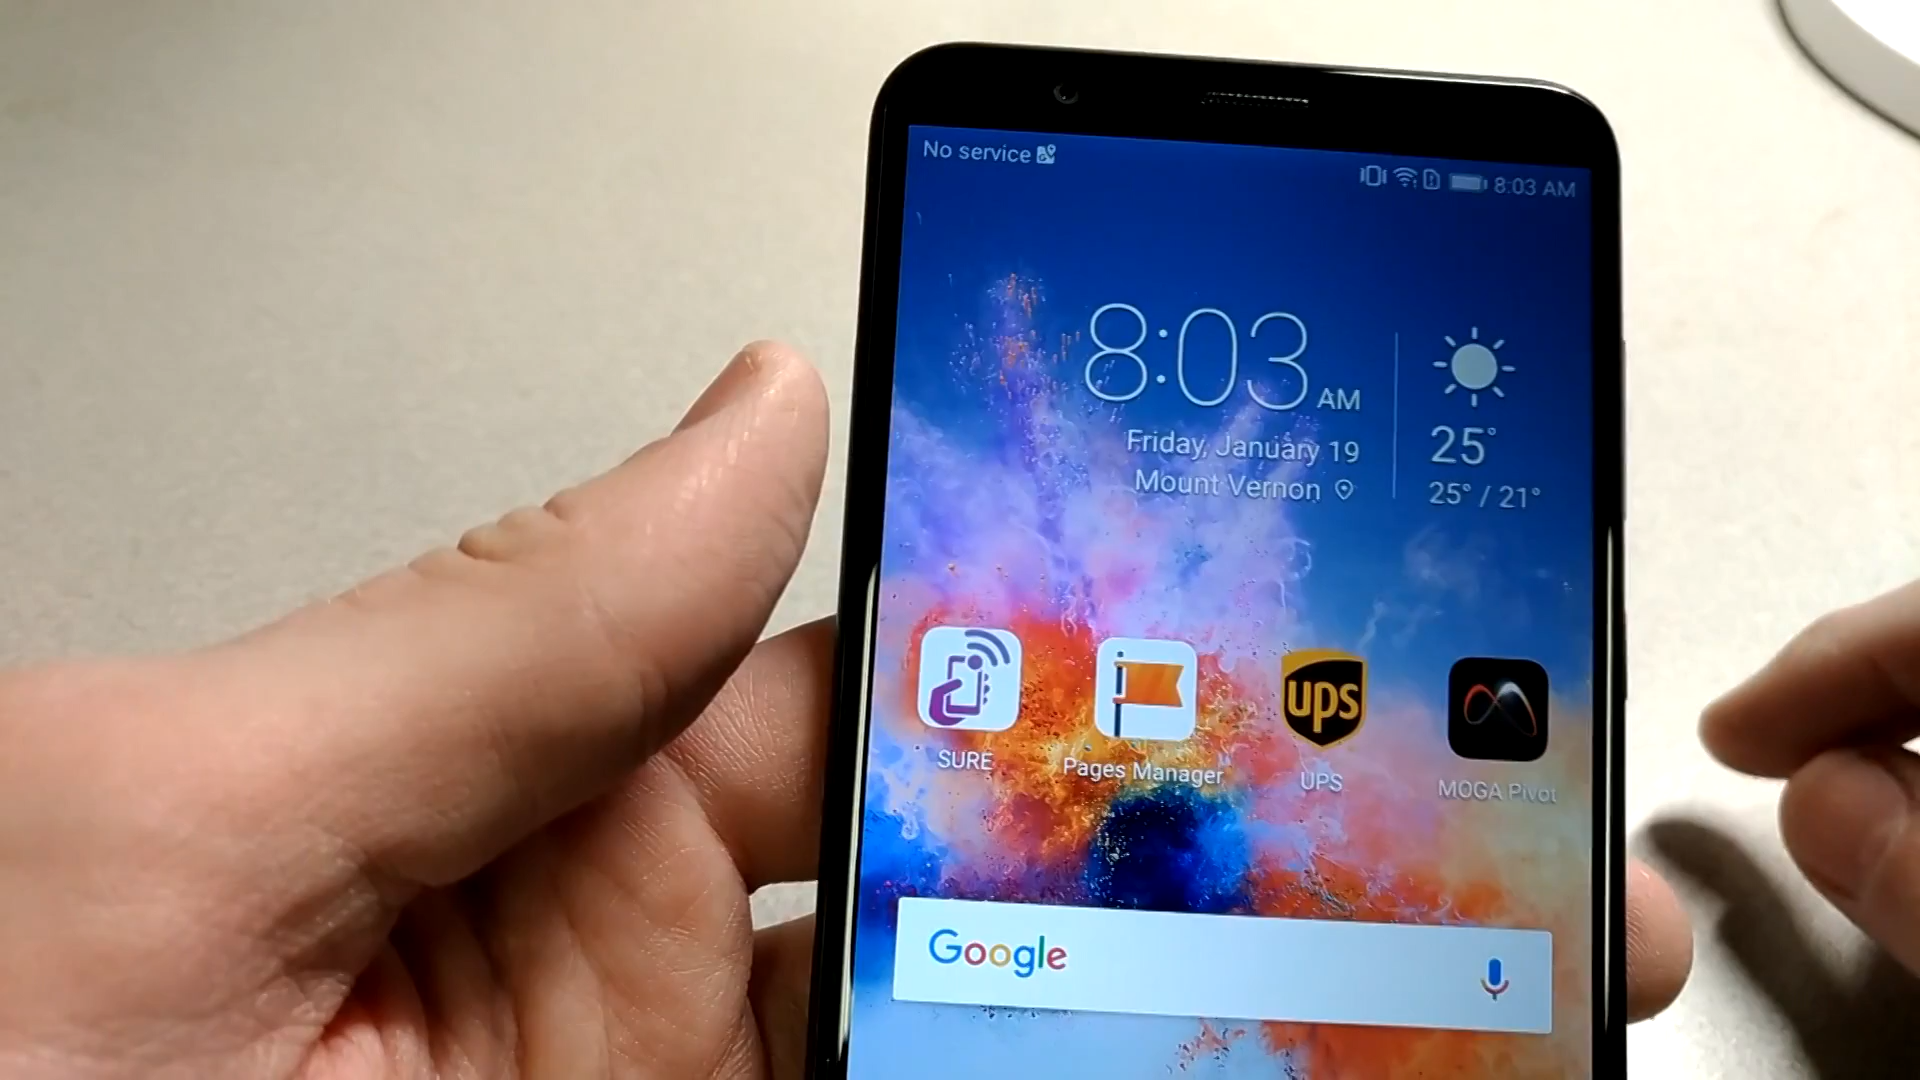 No service
8:03 AM
8:03 AM
Friday, January 19
Mount Vernon
25°
25° / 21°
SURE
Pages Manager
ups
UPS
MOGA Pivot
Google